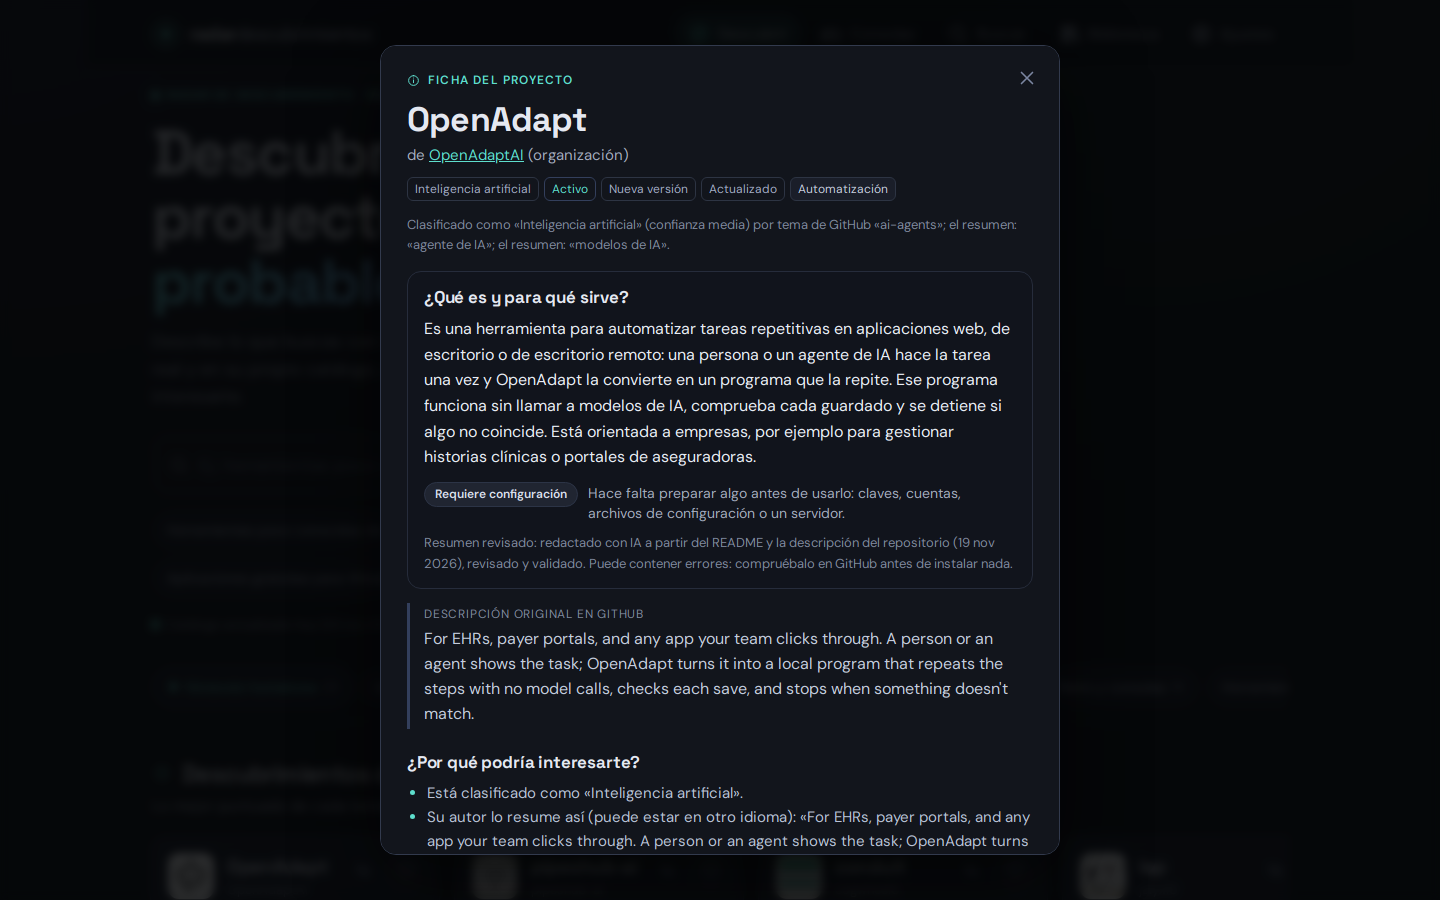 FICHA DEL PROYECTO
OpenAdapt
de OpenAdaptAI (organización)
Inteligencia artificial Activo Nueva versión Actualizado Automatización
Clasificado como «Inteligencia artificial» (confianza media) por tema de GitHub «ai-agents»; el resumen:
«agente de IA»; el resumen: «modelos de IA».
¿Qué es y para qué sirve?
Es una herramienta para automatizar tareas repetitivas en aplicaciones web, de
escritorio o de escritorio remoto: una persona o un agente de IA hace la tarea
una vez y OpenAdapt la convierte en un programa que la repite. Ese programa
funciona sin llamar a modelos de IA, comprueba cada guardado y se detiene si
algo no coincide. Está orientada a empresas, por ejemplo para gestionar
historias clínicas o portales de aseguradoras.
Requiere configuración Hace falta preparar algo antes de usarlo: claves, cuentas,
archivos de configuración o un servidor.
Resumen revisado: redactado con IA a partir del README y la descripción del repositorio (19 nov
2026), revisado y validado. Puede contener errores: compruébalo en GitHub antes de instalar nada.
DESCRIPCIÓN ORIGINAL EN GITHUB
For EHRs, payer portals, and any app your team clicks through. A person or an
agent shows the task; OpenAdapt turns it into a local program that repeats the
steps with no model calls, checks each save, and stops when something doesn't
match.
¿Por qué podría interesarte?
Está clasificado como «Inteligencia artificial».
Su autor lo resume así (puede estar en otro idioma): «For EHRs, payer portals, and any
app your team clicks through. A person or an agent shows the task; OpenAdapt turns